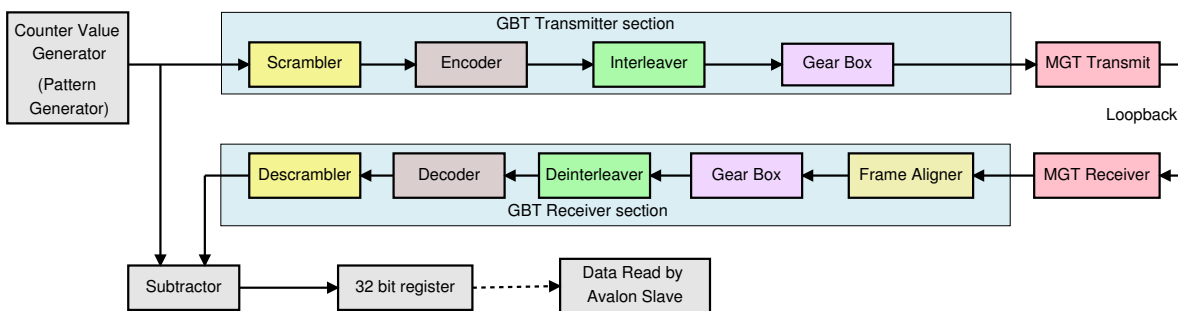 Counter Value
Generator
(Pattern
Generator)
GBT Transmitter section
Scrambler
Encoder
Interleaver
Gear Box
MGT Transmit
Loopback
Descrambler
Decoder
Deinterleaver
Gear Box
Frame Aligner
MGT Receiver
GBT Receiver section
Subtractor
32 bit register
Data Read by
Avalon Slave